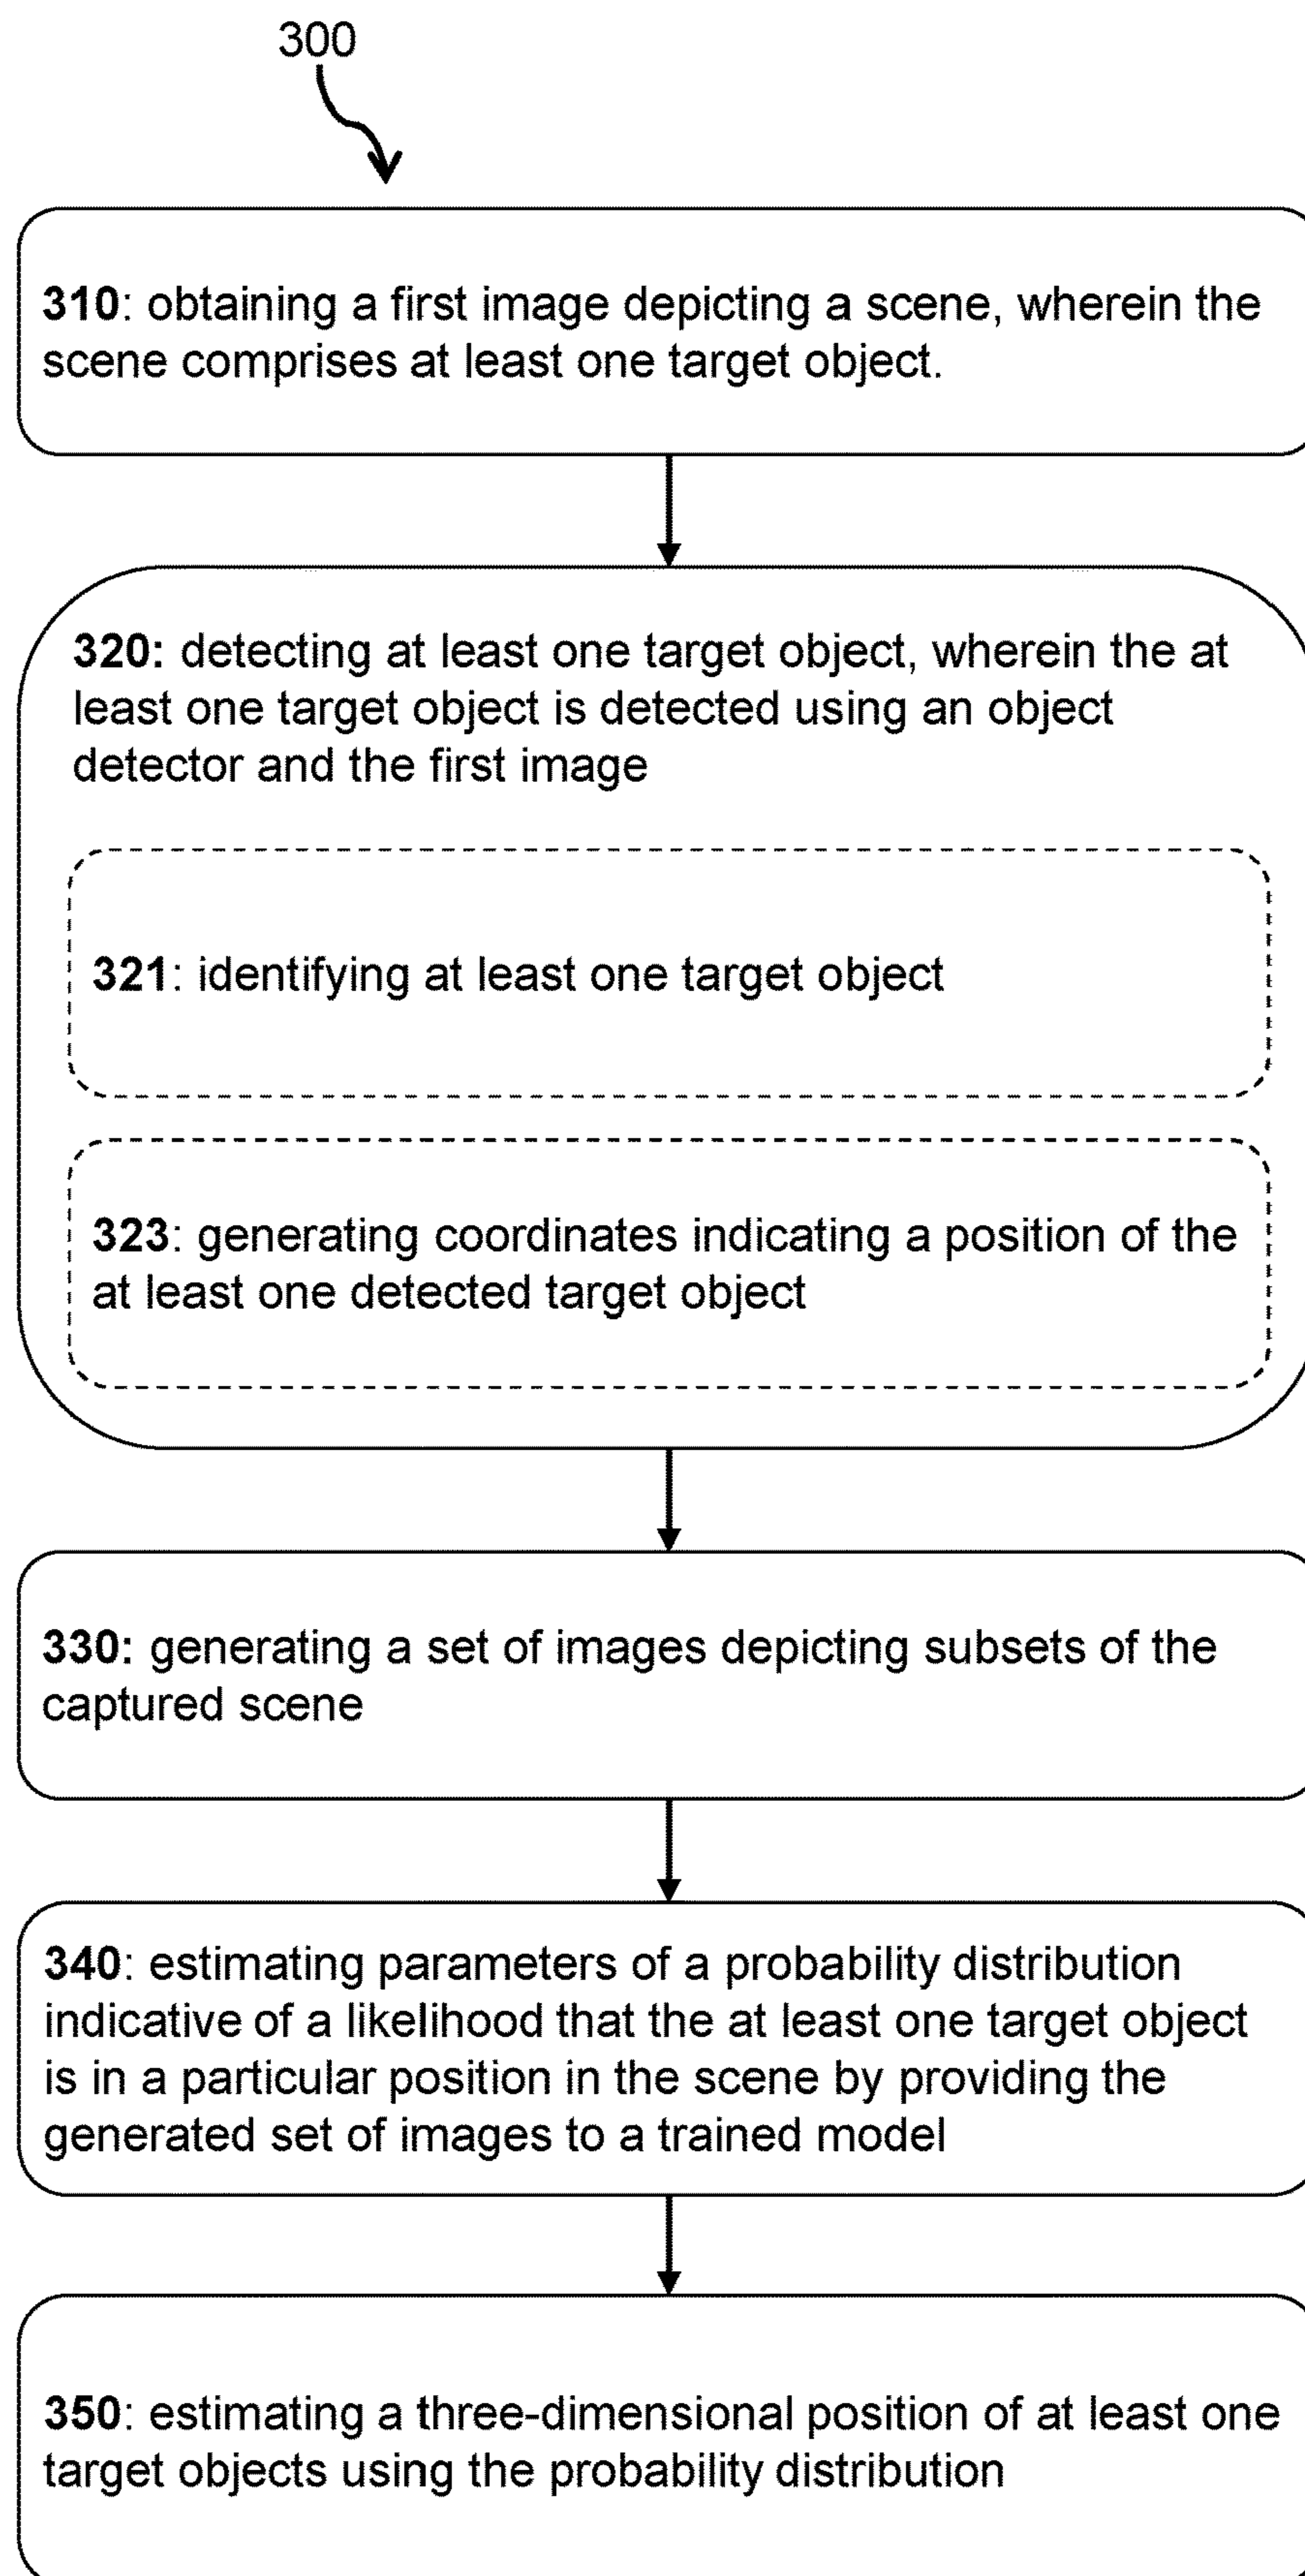 300
310: obtaining a first image depicting a scene, wherein the
scene comprises at least one target object.
320: detecting at least one target object, wherein the at
least one target object is detected using an object
detector and the first image
321: identifying at least one target object
323: generating coordinates indicating a position of the
at least one detected target object
330: generating a set of images depicting subsets of the
captured scene
340: estimating parameters of a probability distribution
indicative of a likelihood that the at least one target object
is in a particular position in the scene by providing the
generated set of images to a trained model
350: estimating a three-dimensional position of at least one
target objects using the probability distribution